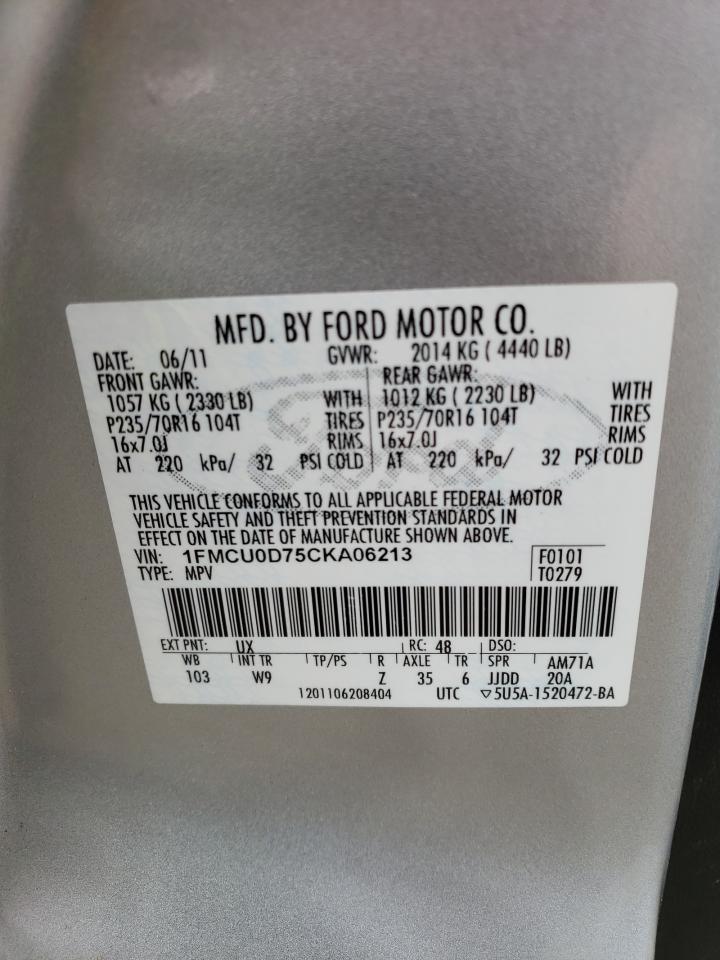 MFD. BY FORD MOTOR CO.
DATE: 06/11 GVWR: 2014 KG ( 4440 LB)
FRONT GAWR: REAR GAWR:
1057 KG ( 2330 LB) WITH 1012 KG ( 2230 LB) WITH
P235/70R16 104T TIRES P235/70R16 104T TIRES
16x7.0J RIMS 16x7.0J RIMS
AT 220 kPa/ 32 PSI COLD AT 220 kPa/ 32 PSI COLD
THIS VEHICLE CONFORMS TO ALL APPLICABLE FEDERAL MOTOR
VEHICLE SAFETY AND THEFT PREVENTION STANDARDS IN
EFFECT ON THE DATE OF MANUFACTURE SHOWN ABOVE.
VIN: 1FMCU0D75CKA06213 F0101
TYPE: MPV T0279
EXT PNT: UX RC: 48 DSO:
WB INT TR TP/PS R AXLE TR SPR AM71A
103 W9 Z 35 6 JJDD 20A
1201106208404 UTC ▽5U5A-1520472-BA